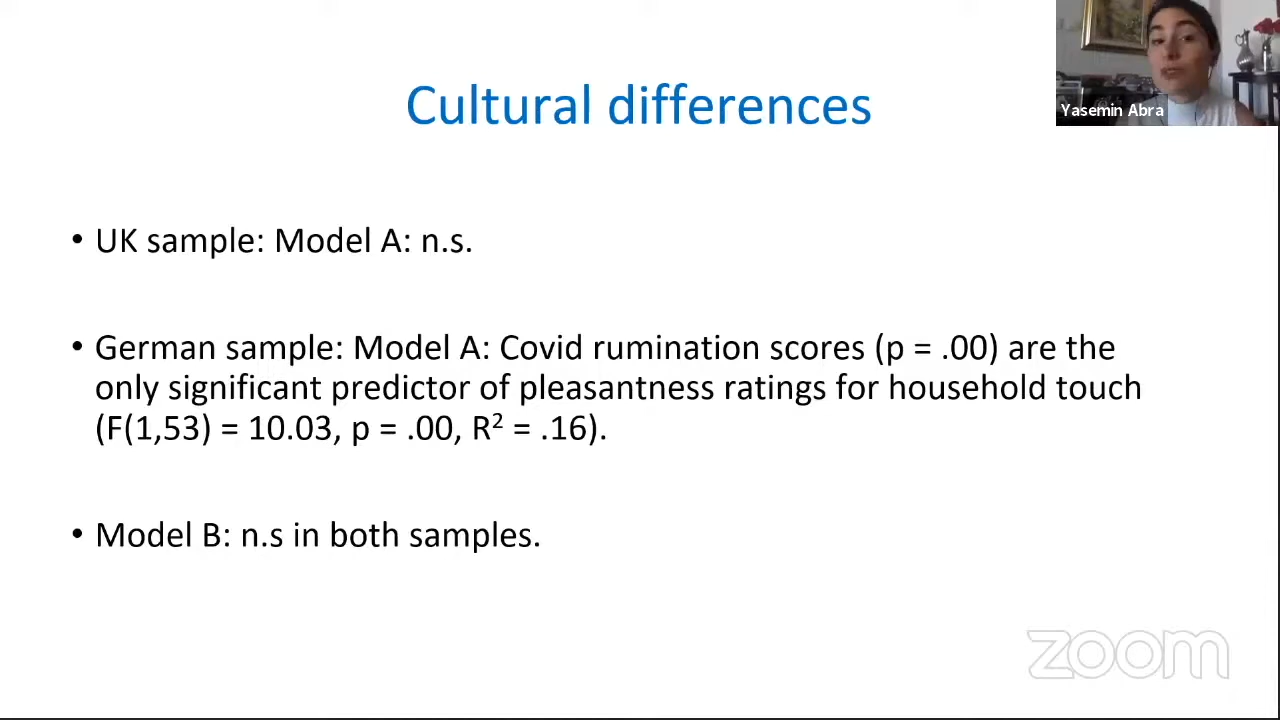 Cultural differences
Yasemin Abra
• UK sample: Model A: n.s.
• German sample: Model A: Covid rumination scores (p = .00) are the
only significant predictor of pleasantness ratings for household touch
(F(1,53) = 10.03, p = .00, R² = .16).
• Model B: n.s in both samples.
zoom